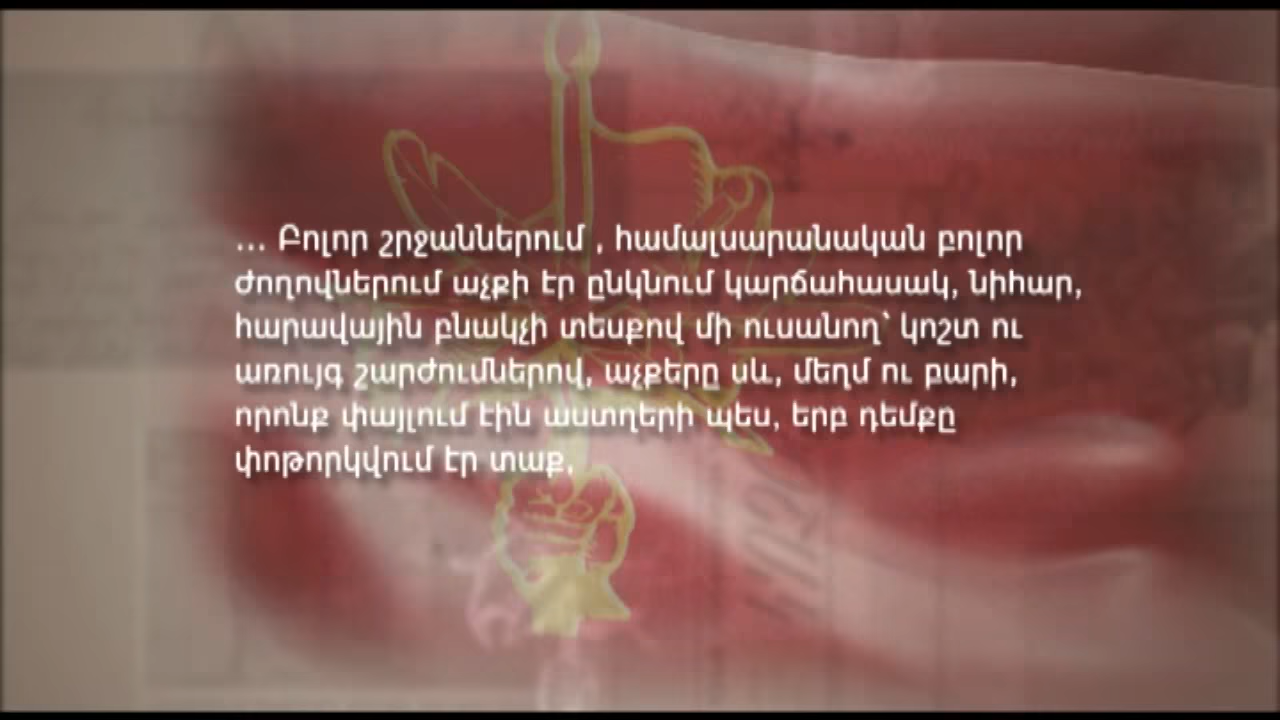 ... Բոլոր շրջաններում , համալսարանական բոլոր
ժողովներում աչքի էր ընկնում կարճահասակ, նիհար,
հարավային բնակչի տեսքով մի ուսանող՝ կոշտ ու
առույգ շարժումներով, աչքերը սև, մեղմ ու բարի,
որոնք փայլում էին աստղերի պես, երբ դեմքը
փոթորկվում էր տաք,